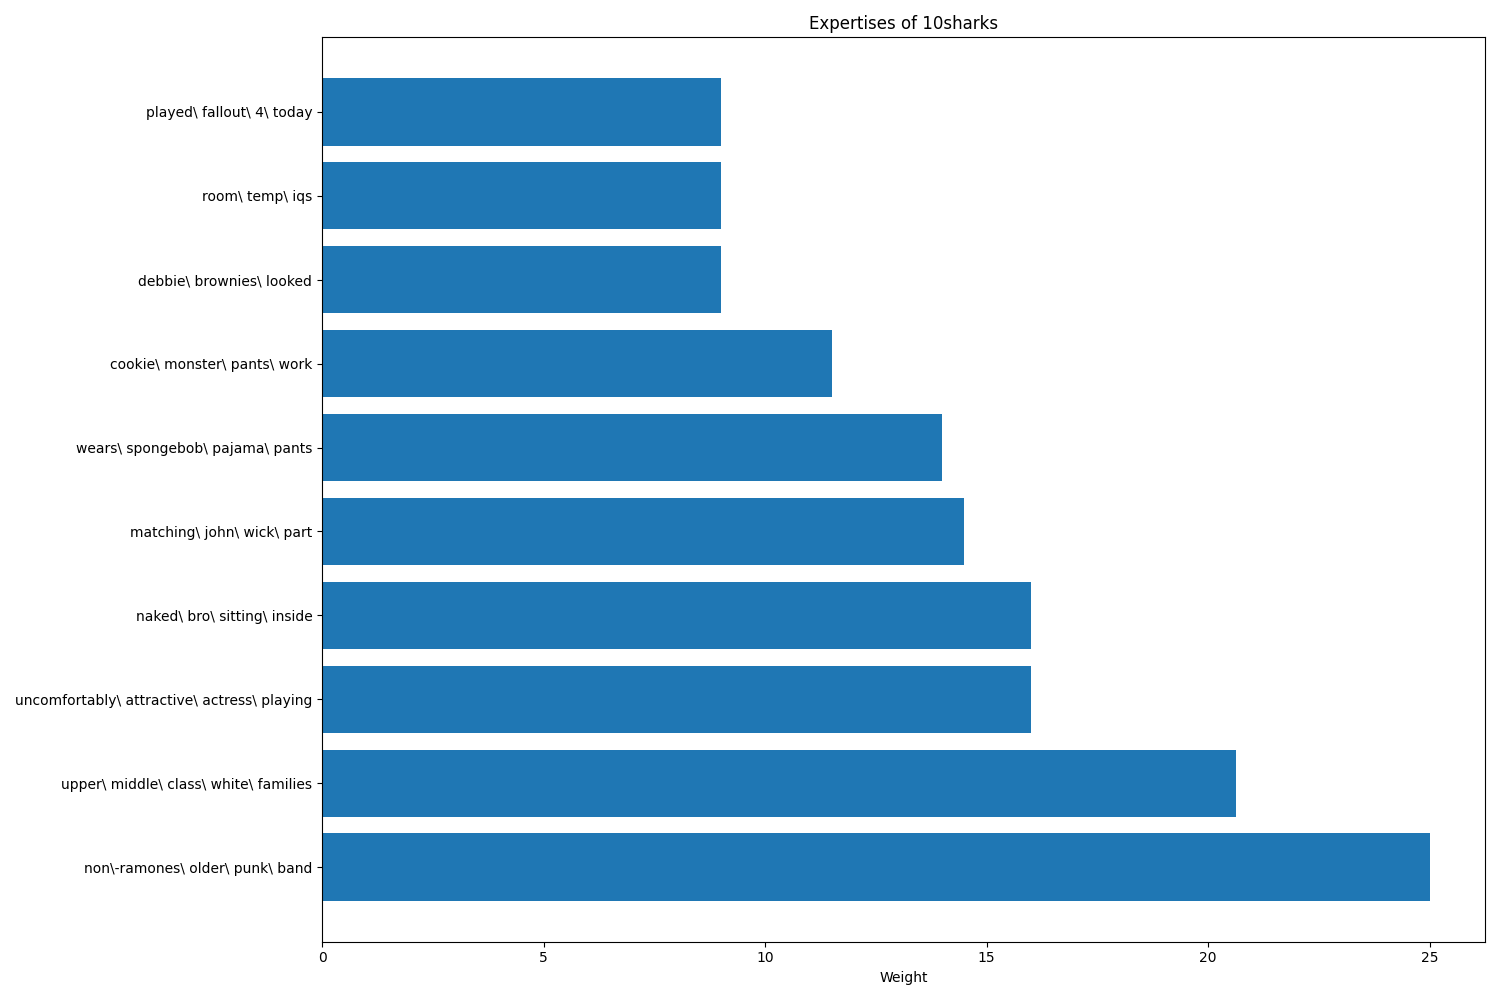 Expertises of 10sharks
played\ fallout\ 4\ today
room\ temp\ iqs
debbie\ brownies\ looked
cookie\ monster\ pants\ work
wears\ spongebob\ pajama\ pants
matching\ john\ wick\ part
naked\ bro\ sitting\ inside
uncomfortably\ attractive\ actress\ playing
upper\ middle\ class\ white\ families
non\-ramones\ older\ punk\ band
0 5 10 15 20 25
Weight